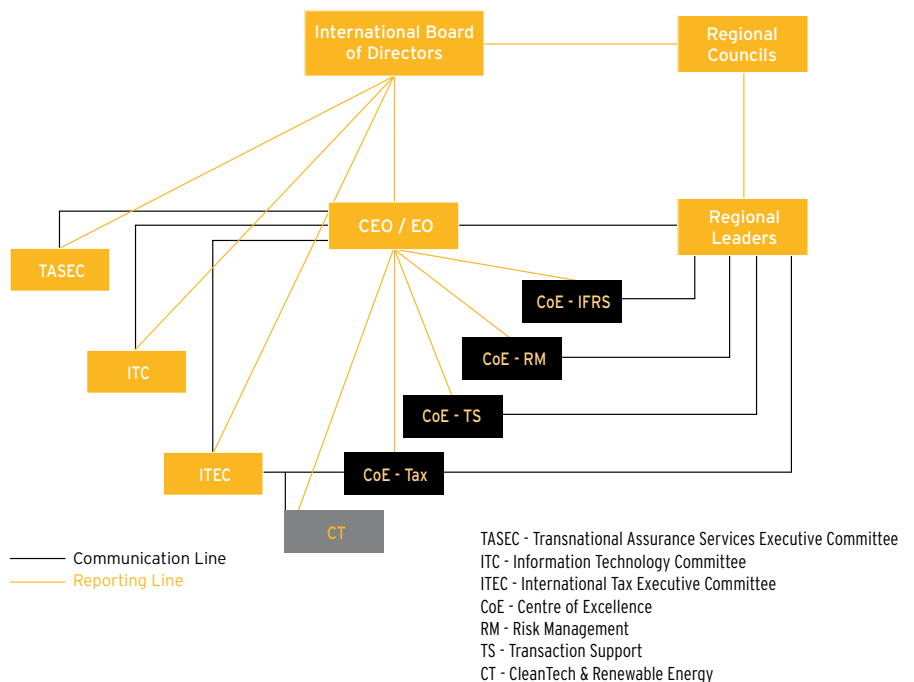 International Board
of Directors
Regional
Councils
CEO / EO
Regional
Leaders
TASEC
CoE - IFRS
ITC
CoE - RM
CoE - TS
ITEC
CoE - Tax
CT
Communication Line
Reporting Line
TASEC - Transnational Assurance Services Executive Committee
ITC - Information Technology Committee
ITEC - International Tax Executive Committee
CoE - Centre of Excellence
RM - Risk Management
TS - Transaction Support
CT - CleanTech & Renewable Energy